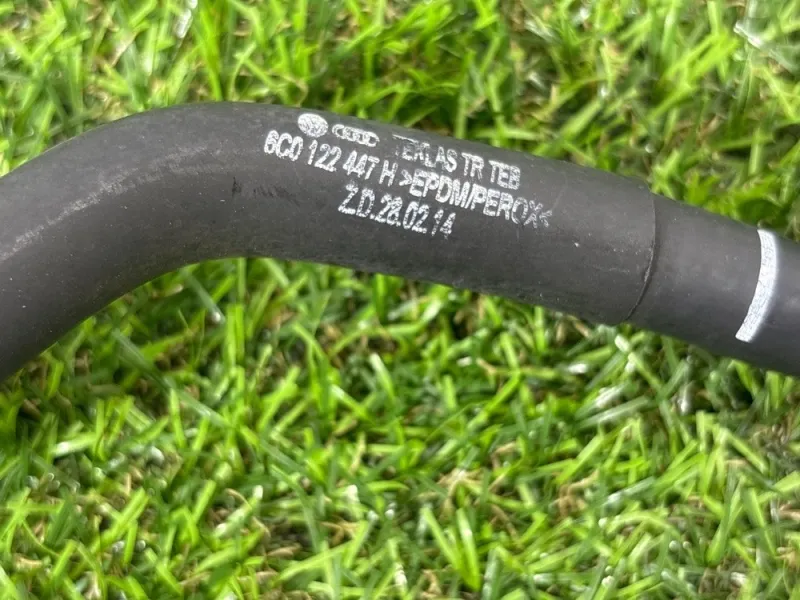 TEKLAS TR TEB
6C0 122 447 H >EPDM/PEROX<
Z.D.28.02.14